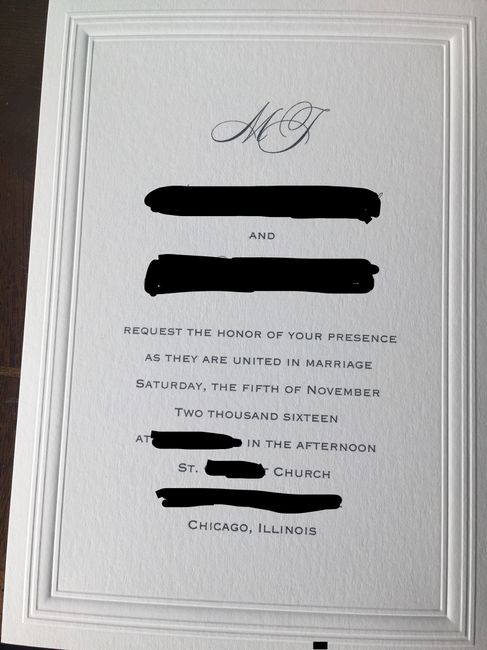 MJ
AND
REQUEST THE HONOR OF YOUR PRESENCE
AS THEY ARE UNITED IN MARRIAGE
SATURDAY, THE FIFTH OF NOVEMBER
TWO THOUSAND SIXTEEN
AT IN THE AFTERNOON
ST. CHURCH
CHICAGO, ILLINOIS